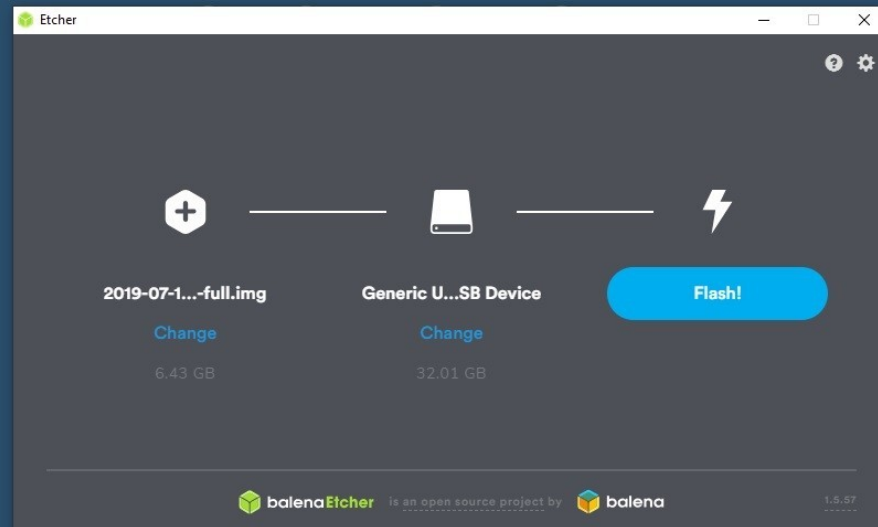 Etcher
2019-07-1...-full.img
Generic U...SB Device
Flash!
Change
Change
6.43 GB
32.01 GB
balenaEtcher is an open source project by balena
1.5.57